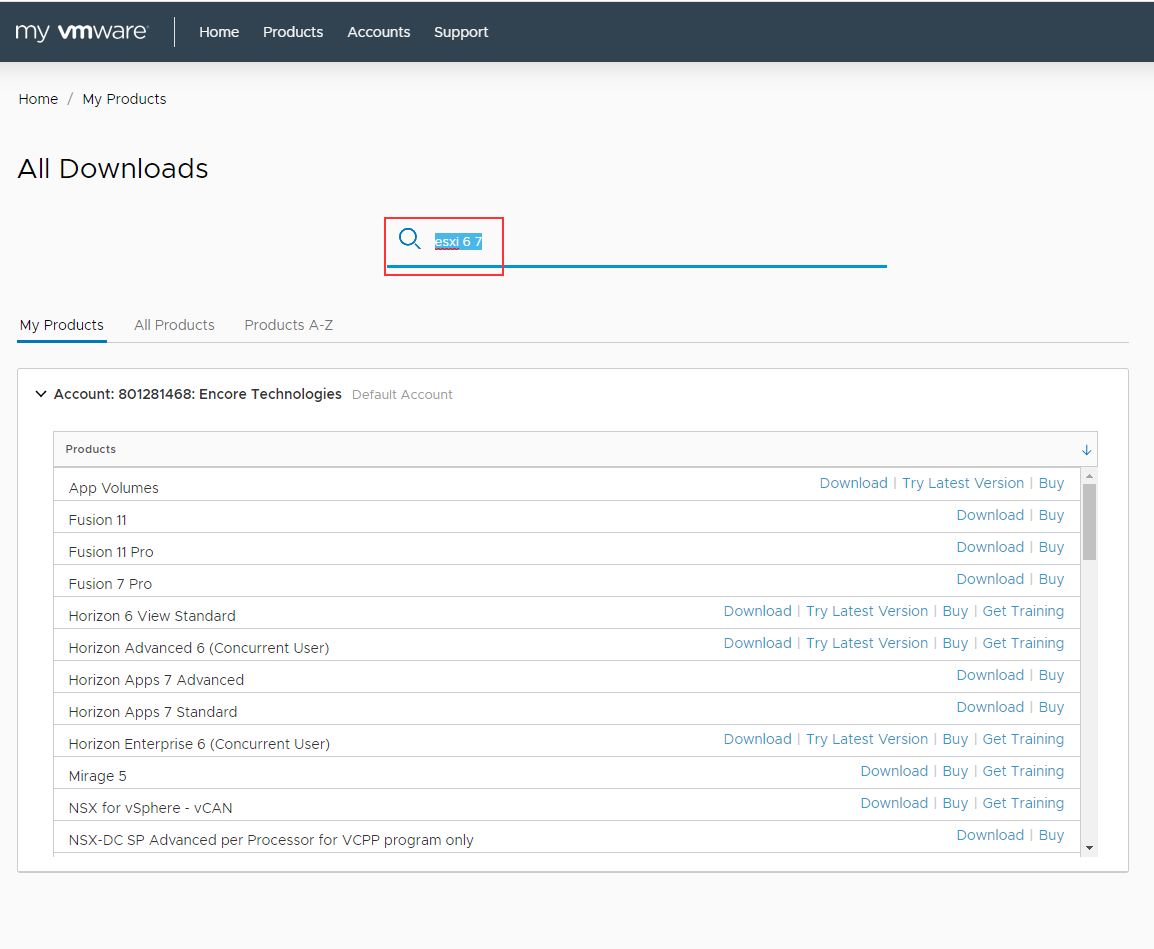 my vmware Home Products Accounts Support
Home / My Products
All Downloads
esxi 6 7
My Products All Products Products A-Z
Account: 801281468: Encore Technologies Default Account
Products
App Volumes Download | Try Latest Version | Buy
Fusion 11 Download | Buy
Fusion 11 Pro Download | Buy
Fusion 7 Pro Download | Buy
Horizon 6 View Standard Download | Try Latest Version | Buy | Get Training
Horizon Advanced 6 (Concurrent User) Download | Try Latest Version | Buy | Get Training
Horizon Apps 7 Advanced Download | Buy
Horizon Apps 7 Standard Download | Buy
Horizon Enterprise 6 (Concurrent User) Download | Try Latest Version | Buy | Get Training
Mirage 5 Download | Buy | Get Training
NSX for vSphere - vCAN Download | Buy | Get Training
NSX-DC SP Advanced per Processor for VCPP program only Download | Buy